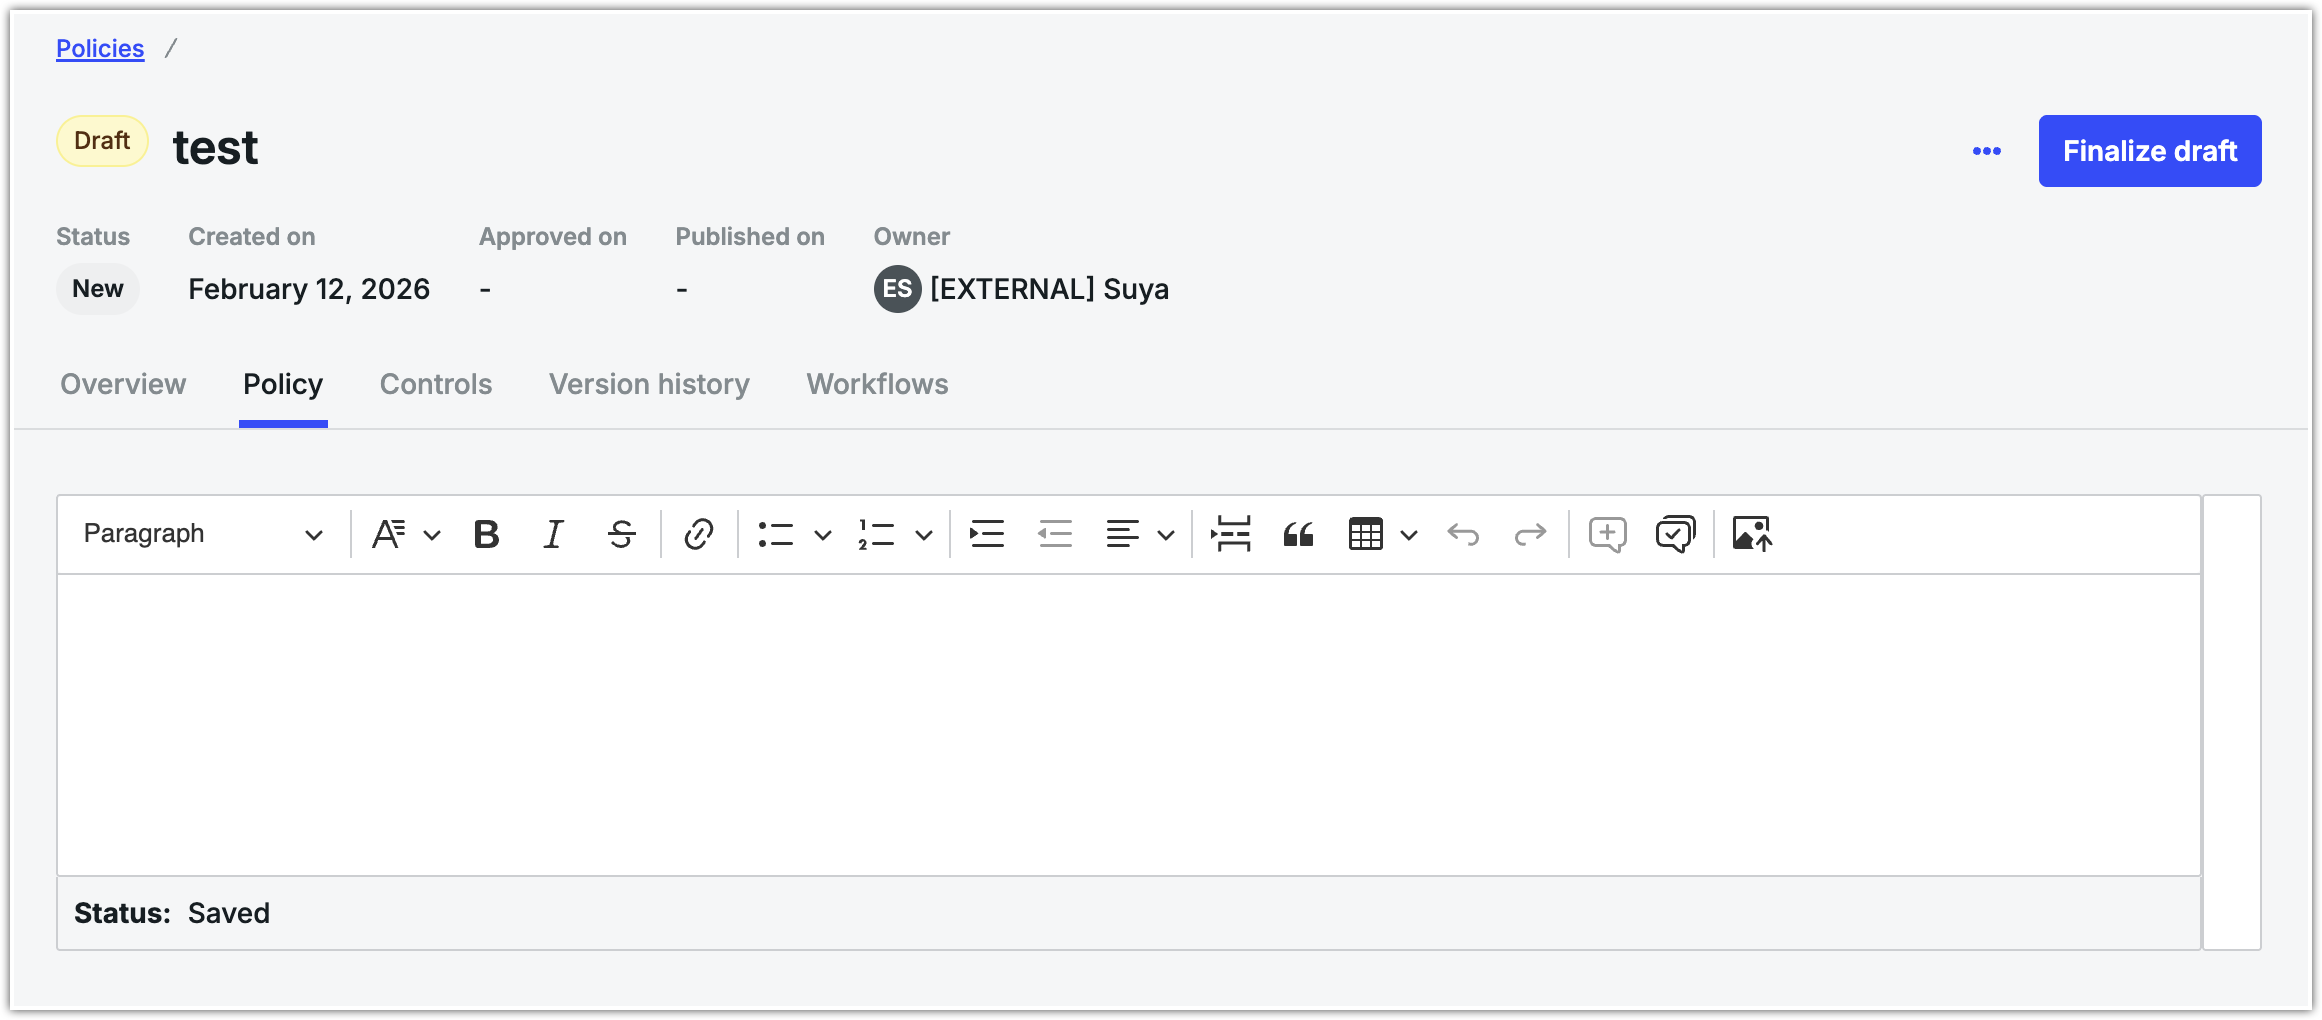 Policies /
Draft test
••• Finalize draft
Status Created on Approved on Published on Owner
New February 12, 2026 - - ES [EXTERNAL] Suya
Overview Policy Controls Version history Workflows
Paragraph
Status: Saved